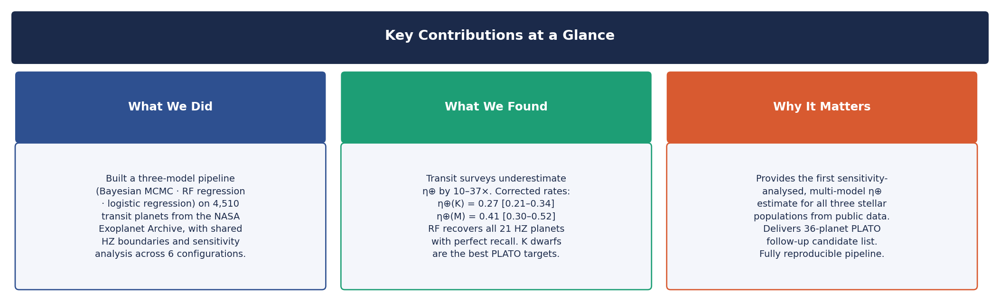 Key Contributions at a Glance
What We Did
Built a three-model pipeline
(Bayesian MCMC · RF regression
· logistic regression) on 4,510
transit planets from the NASA
Exoplanet Archive, with shared
HZ boundaries and sensitivity
analysis across 6 configurations.
What We Found
Transit surveys underestimate
η⊕ by 10–37×. Corrected rates:
η⊕(K) = 0.27 [0.21–0.34]
η⊕(M) = 0.41 [0.30–0.52]
RF recovers all 21 HZ planets
with perfect recall. K dwarfs
are the best PLATO targets.
Why It Matters
Provides the first sensitivity-
analysed, multi-model η⊕
estimate for all three stellar
populations from public data.
Delivers 36-planet PLATO
follow-up candidate list.
Fully reproducible pipeline.